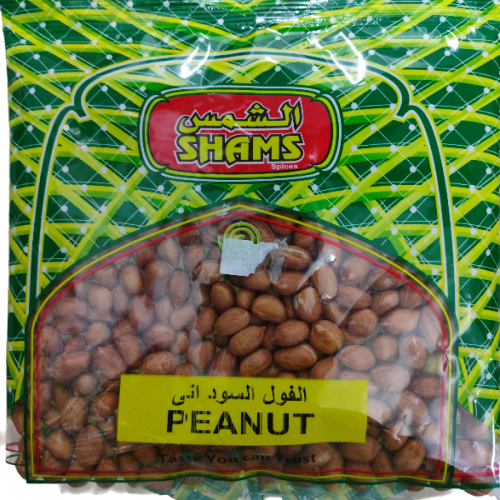 الشمس
SHAMS
Spices
الفول السوداني
PEANUT
Taste You can Trust